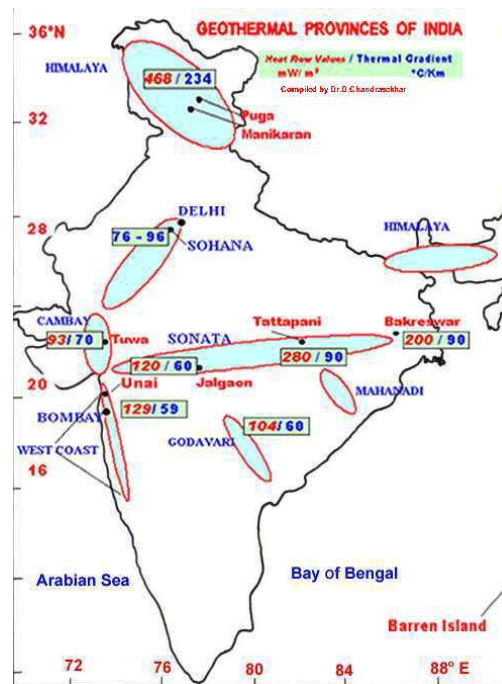 36°N
GEOTHERMAL PROVINCES OF INDIA
Heat Flow Values / Thermal Gradient
mW/ m² °C/Km
Compiled by Dr.D.Chandrasekhar
HIMALAYA
468 / 234
Puga
Manikaran
32
28
DELHI
76 - 96
SOHANA
HIMALAYA
CAMBAY
93/ 70
Tuwa
SONATA
Tattapani
Bakreswar
200 / 90
280 / 90
120 / 60
Unai
Jalgaon
20
BOMBAY
129/ 59
MAHANADI
104/ 60
GODAVARI
WEST COAST
16
Arabian Sea
Bay of Bengal
Barren Island
72
76
80
84
88° E